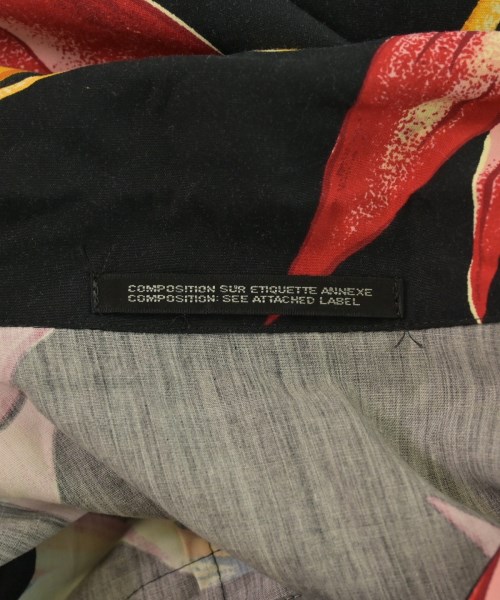 COMPOSITION SUR ETIQUETTE ANNEXE
COMPOSITION: SEE ATTACHED LABEL